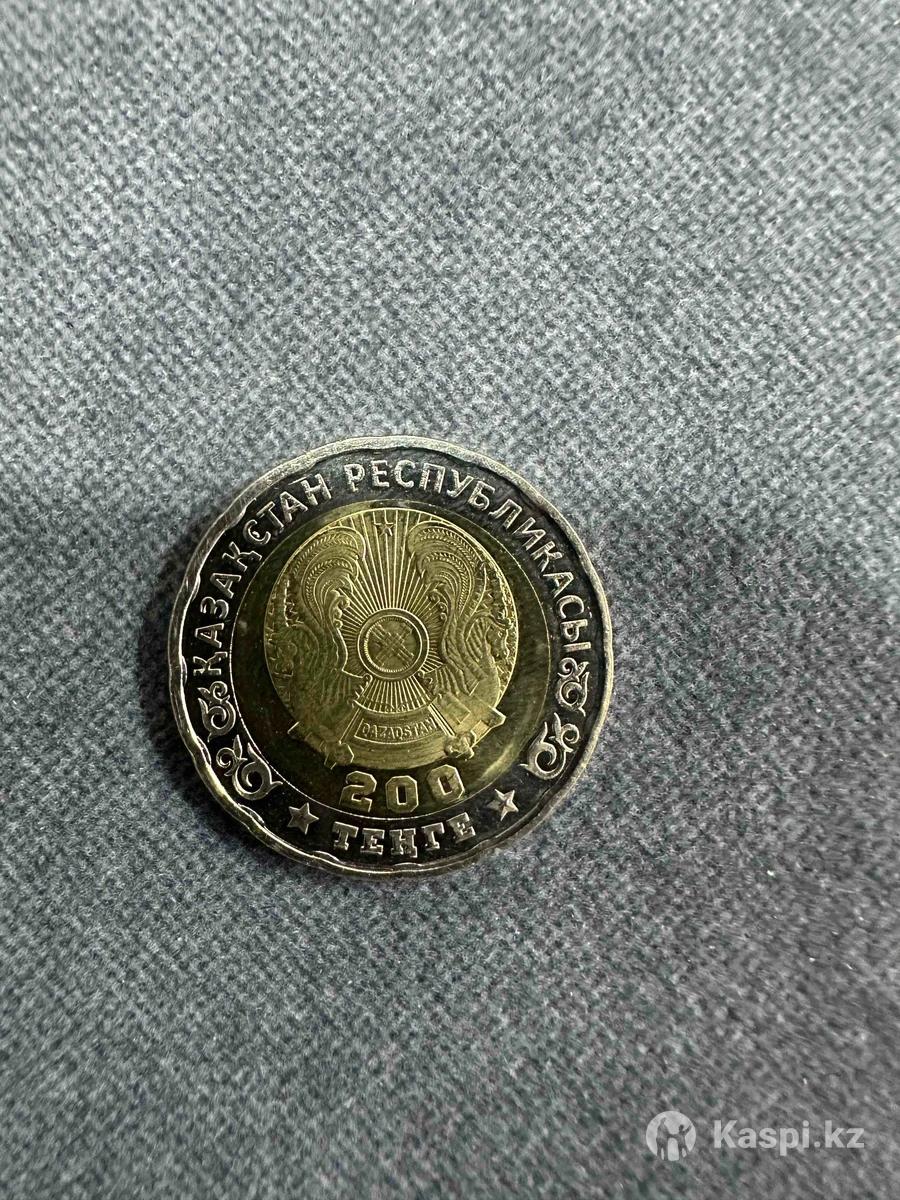 ҚАЗАҚСТАН РЕСПУБЛИКАСЫ
QAZAQSTAN
200
ТЕҢГЕ
Kaspi.kz